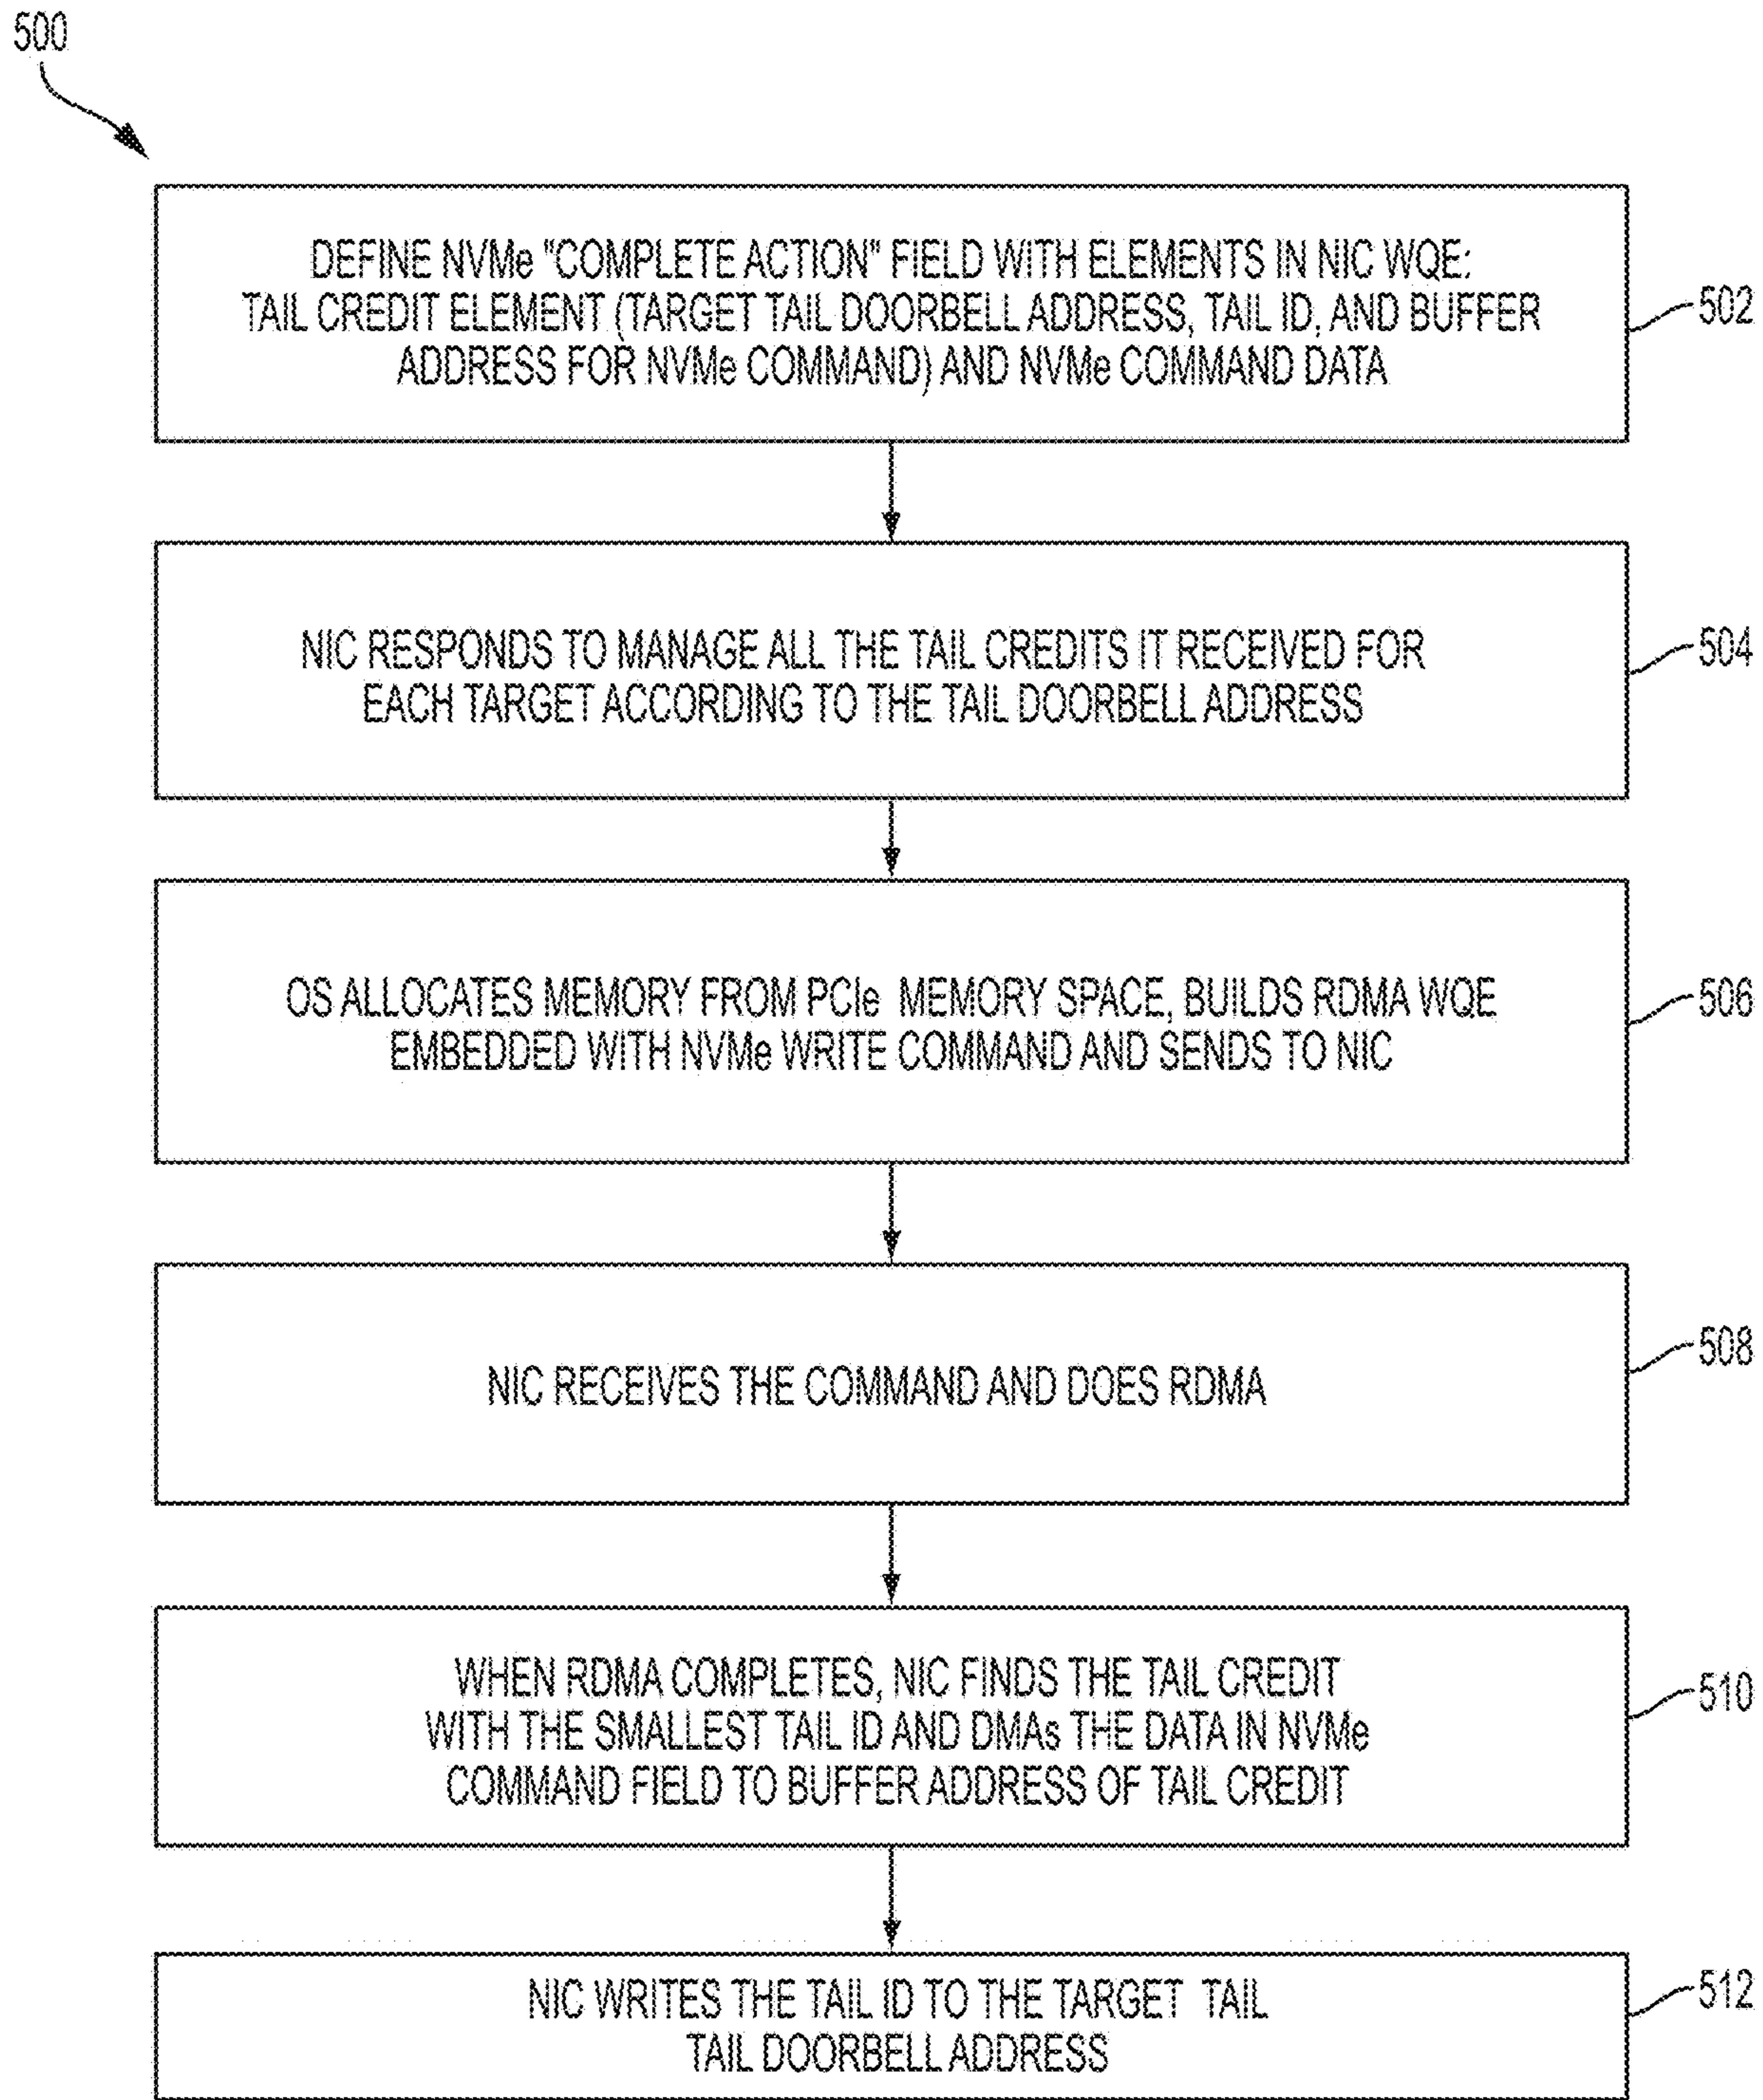 500
DEFINE NVMe "COMPLETE ACTION" FIELD WITH ELEMENTS IN NIC WQE:
TAIL CREDIT ELEMENT (TARGET TAIL DOORBELL ADDRESS, TAIL ID, AND BUFFER
ADDRESS FOR NVMe COMMAND) AND NVMe COMMAND DATA
502
NIC RESPONDS TO MANAGE ALL THE TAIL CREDITS IT RECEIVED FOR
EACH TARGET ACCORDING TO THE TAIL DOORBELL ADDRESS
504
OS ALLOCATES MEMORY FROM PCIe MEMORY SPACE, BUILDS RDMA WQE
EMBEDDED WITH NVMe WRITE COMMAND AND SENDS TO NIC
506
NIC RECEIVES THE COMMAND AND DOES RDMA
508
WHEN RDMA COMPLETES, NIC FINDS THE TAIL CREDIT
WITH THE SMALLEST TAIL ID AND DMAs THE DATA IN NVMe
COMMAND FIELD TO BUFFER ADDRESS OF TAIL CREDIT
510
NIC WRITES THE TAIL ID TO THE TARGET TAIL
TAIL DOORBELL ADDRESS
512